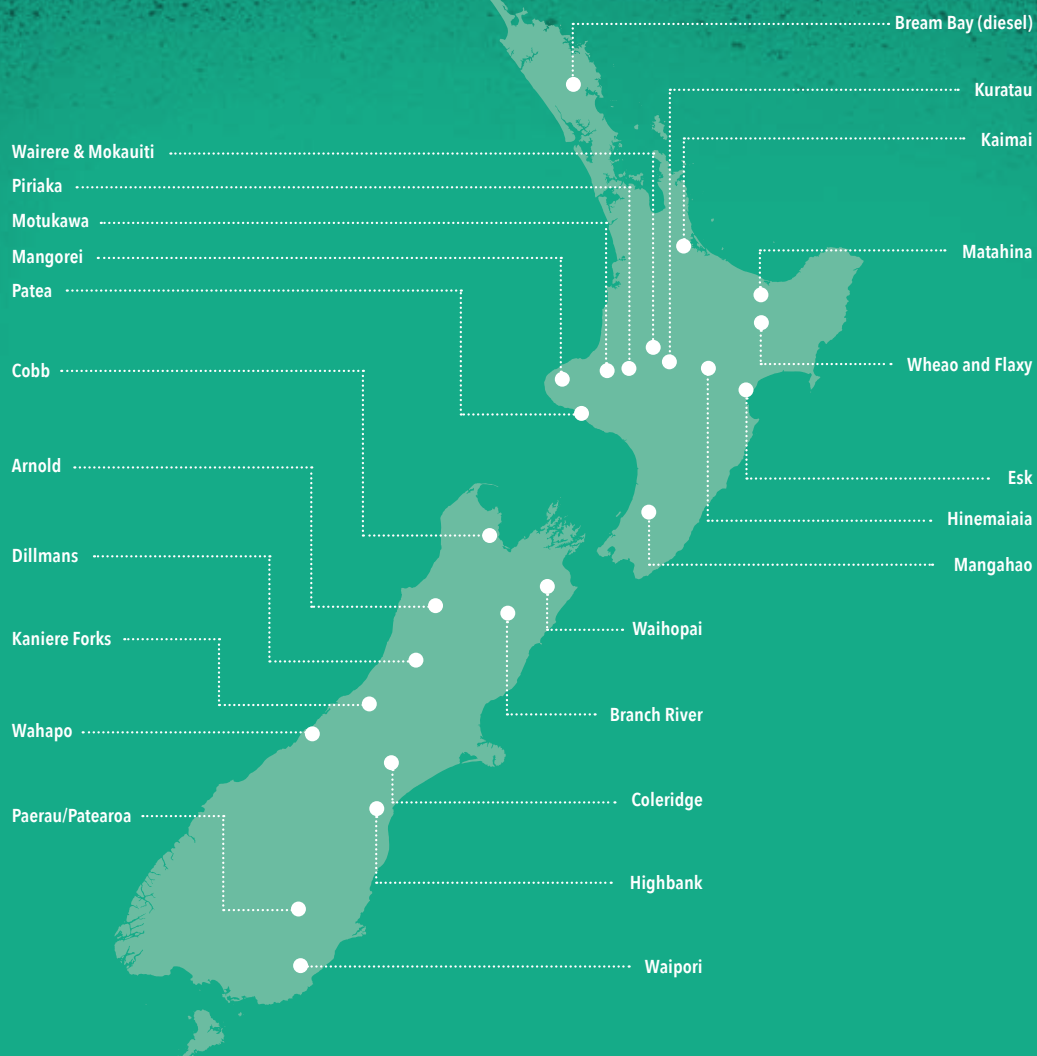 Bream Bay (diesel)
Kuratau
Kaimai
Wairere & Mokauiti
Piriaka
Motukawa
Mangorei
Matahina
Patea
Wheao and Flaxy
Cobb
Arnold
Esk
Hinemaiaia
Dillmans
Mangahao
Waihopai
Kaniere Forks
Branch River
Wahapo
Coleridge
Paerau/Patearoa
Highbank
Waipori